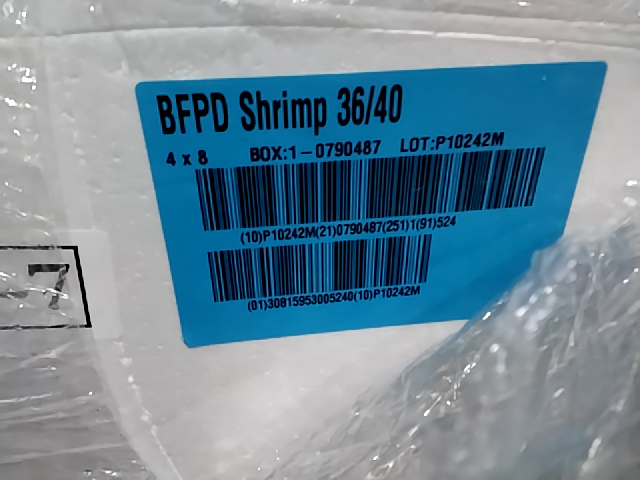 BFPD Shrimp 36/40
4 x 8 BOX:1-0790487 LOT:P10242M
(10)P10242M(21)0790487(251)1(91)524
(01)30815953005240(10)P10242M
-7